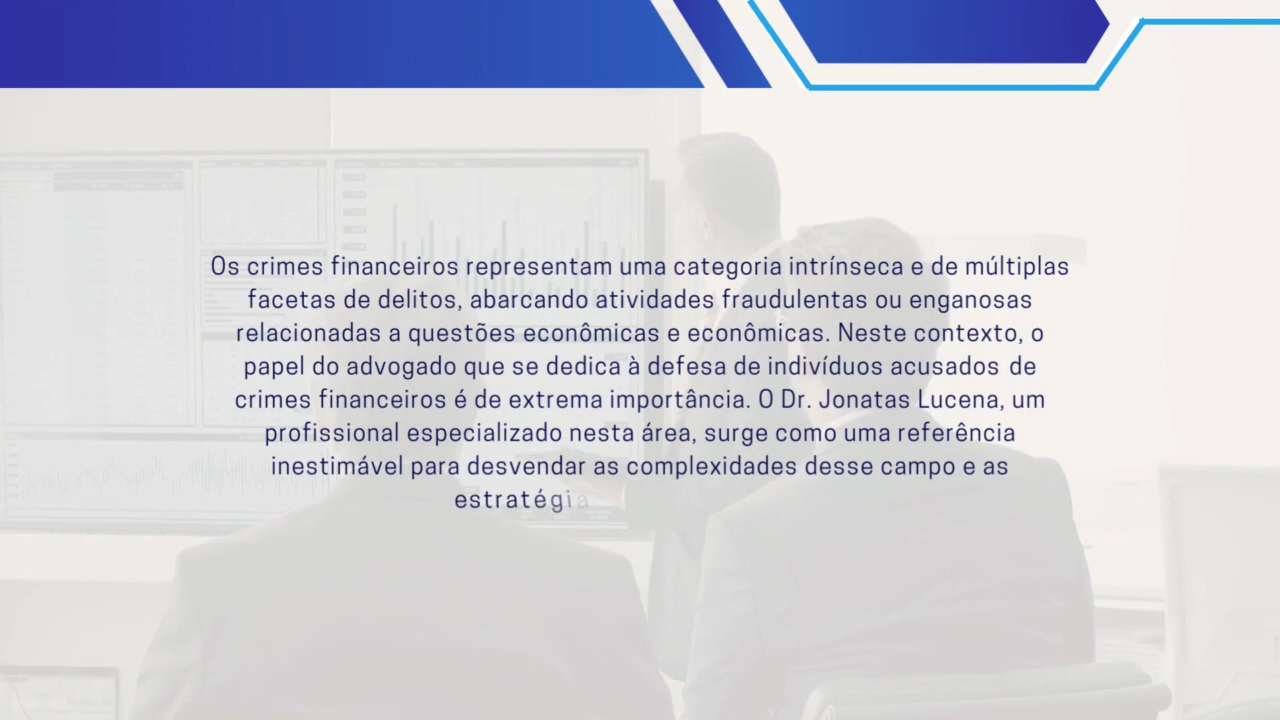 Os crimes financeiros representam uma categoria intrínseca e de múltiplas
facetas de delitos, abarcando atividades fraudulentas ou enganosas
relacionadas a questões econômicas e econômicas. Neste contexto, o
papel do advogado que se dedica à defesa de indivíduos acusados de
crimes financeiros é de extrema importância. O Dr. Jonatas Lucena, um
profissional especializado nesta área, surge como uma referência
inestimável para desvendar as complexidades desse campo e as
estratégia